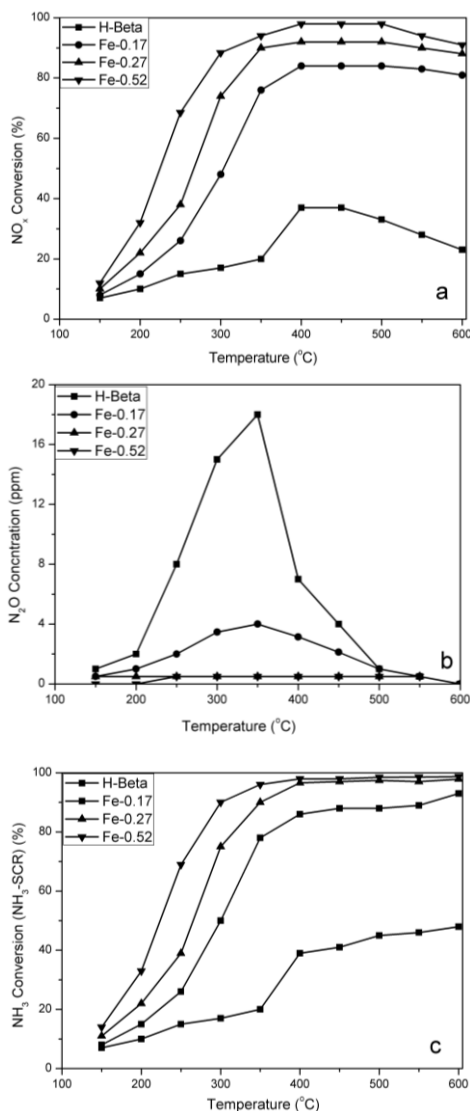 100
H-Beta
Fe-0.17
Fe-0.27
Fe-0.52
80
60
40
20
0
NOx Conversion (%)
a
100 200 300 400 500 600
Temperature (°C)
20
H-Beta
Fe-0.17
Fe-0.27
Fe-0.52
16
12
8
4
0
N2O Concntration (ppm)
b
100 200 300 400 500 600
Temperature (°C)
100
H-Beta
Fe-0.17
Fe-0.27
Fe-0.52
80
60
40
20
0
NH3 Conversion (NH3-SCR) (%)
c
100 200 300 400 500 600
Temperature (°C)